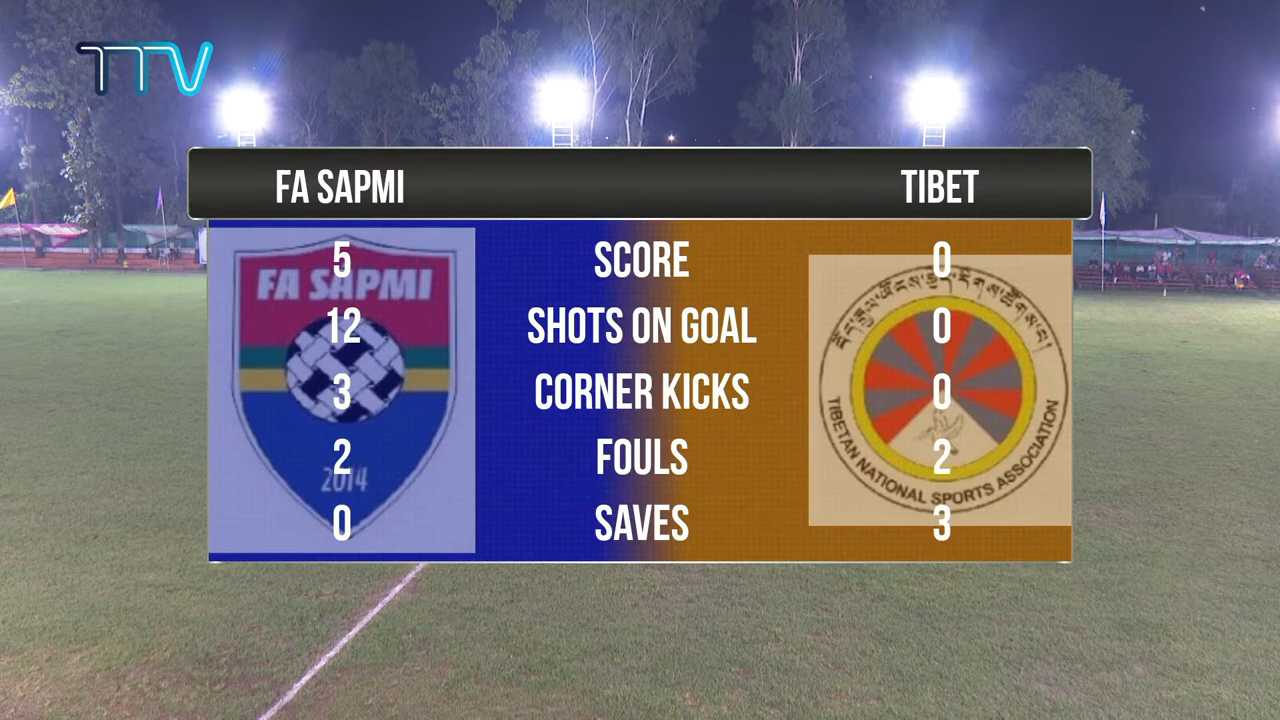 TTV
FA SAPMI TIBET
5 SCORE 0
12 SHOTS ON GOAL 0
3 CORNER KICKS 0
2 FOULS 2
0 SAVES 3
FA SAPMI
2014
TIBETAN NATIONAL SPORTS ASSOCIATION